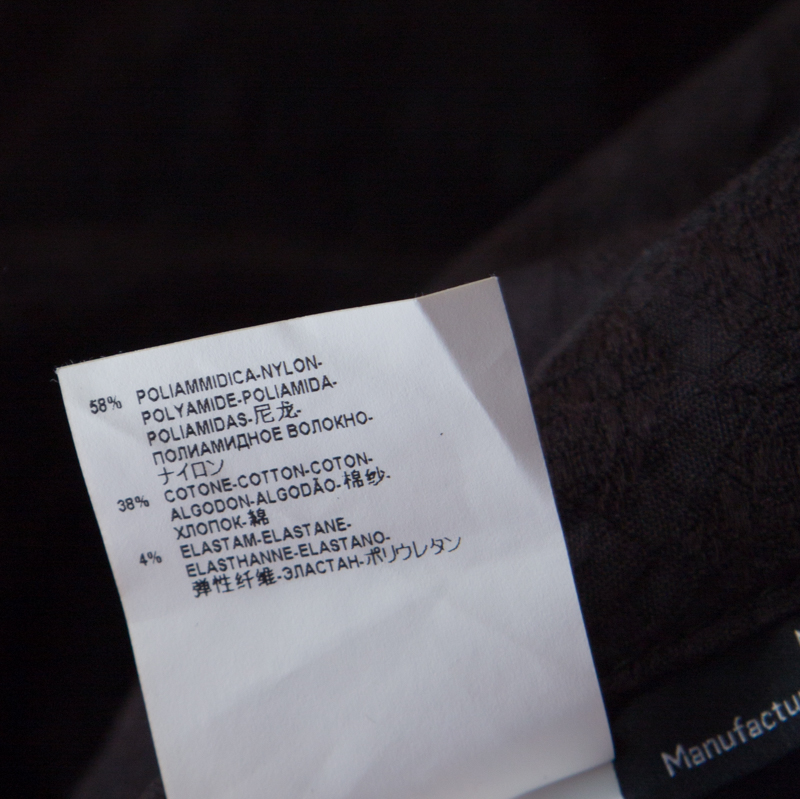 58% POLIAMMIDICA-NYLON-
POLYAMIDE-POLIAMIDA-
POLIAMIDAS-尼龙-
ПОЛИАМИДНОЕ ВОЛОКНО-
ナイロン
38% COTONE-COTTON-COTON-
ALGODON-ALGODÃO-棉纱-
ХЛОПОК-綿
4% ELASTAM-ELASTANE-
ELASTHANNE-ELASTANO-
弹性纤维-ЭЛАСТАН-ポリウレタン